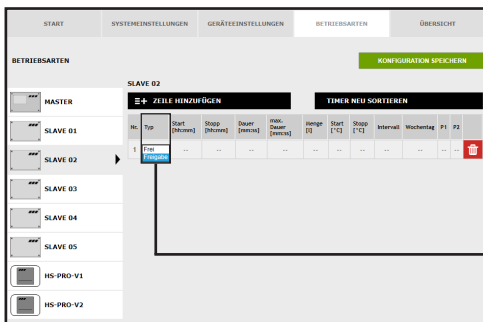 START SYSTEMEINSTELLUNGEN GERÄTEEINSTELLUNGEN BETRIEBSARTEN ÜBERSICHT
BETRIEBSARTEN
KONFIGURATION SPEICHERN
SLAVE 02
ZEILE HINZUFÜGEN TIMER NEU SORTIEREN
Nr. Typ Start [hh:mm] Stopp [hh:mm] Dauer [mm:ss] max. Dauer [mm:ss] Menge [l] Start [°C] Stopp [°C] Intervall Wochentag P1 P2
1 Frei -- -- -- -- -- -- -- -- -- -- --
Freigabe
MASTER
SLAVE 01
SLAVE 02
SLAVE 03
SLAVE 04
SLAVE 05
HS-PRO-V1
HS-PRO-V2